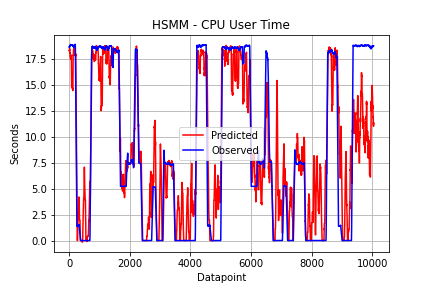 HSMM - CPU User Time
Seconds
17.5
15.0
12.5
10.0
7.5
5.0
2.5
0.0
Predicted
Observed
0 2000 4000 6000 8000 10000
Datapoint